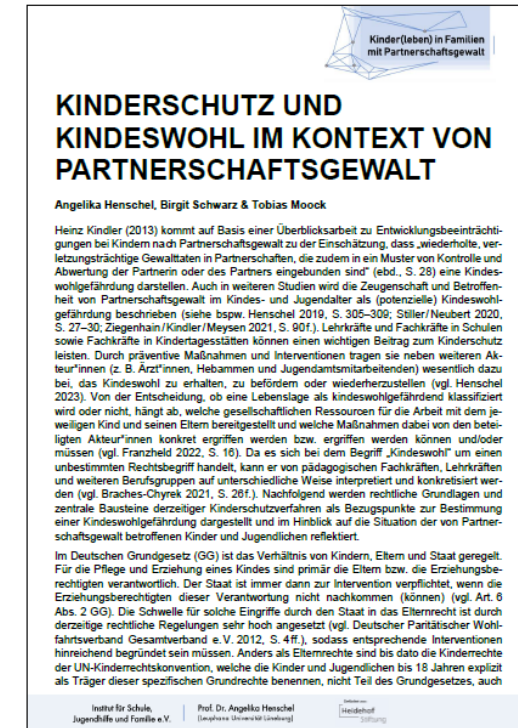 Kinder(leben) in Familien
mit Partnerschaftsgewalt
KINDERSCHUTZ UND
KINDESWOHL IM KONTEXT VON
PARTNERSCHAFTSGEWALT
Angelika Henschel, Birgit Schwarz & Tobias Moock
Heinz Kindler (2013) kommt auf Basis einer Überblicksarbeit zu Entwicklungsbeeinträchti-
gungen bei Kindern nach Partnerschaftsgewalt zu der Einschätzung, dass „wiederholte, ver-
letzungsträchtige Gewalttaten in Partnerschaften, die zudem in ein Muster von Kontrolle und
Abwertung der Partnerin oder des Partners eingebunden sind“ (ebd., S. 28) eine Kindes-
wohlgefährdung darstellen. Auch in weiteren Studien wird die Zeugenschaft und Betroffen-
heit von Partnerschaftsgewalt im Kindes- und Jugendalter als (potenzielle) Kindeswohl-
gefährdung beschrieben (siehe bspw. Henschel 2019, S. 305–309; Stiller/Neubert 2020,
S. 27–30; Ziegenhain/Kindler/Meysen 2021, S. 90f.). Lehrkräfte und Fachkräfte in Schulen
sowie Fachkräfte in Kindertagesstätten können einen wichtigen Beitrag zum Kinderschutz
leisten. Durch präventive Maßnahmen und Interventionen tragen sie neben weiteren Ak-
teur*innen (z. B. Ärzt*innen, Hebammen und Jugendamtsmitarbeitenden) wesentlich dazu
bei, das Kindeswohl zu erhalten, zu befördern oder wiederherzustellen (vgl. Henschel
2023). Von der Entscheidung, ob eine Lebenslage als kindeswohlgefährdend klassifiziert
wird oder nicht, hängt ab, welche gesellschaftlichen Ressourcen für die Arbeit mit dem je-
weiligen Kind und seinen Eltern bereitgestellt und welche Maßnahmen dabei von den betei-
ligten Akteur*innen konkret ergriffen werden bzw. ergriffen werden können und/oder
müssen (vgl. Franzheld 2022, S. 16). Da es sich bei dem Begriff „Kindeswohl“ um einen
unbestimmten Rechtsbegriff handelt, kann er von pädagogischen Fachkräften, Lehrkräften
und weiteren Berufsgruppen auf unterschiedliche Weise interpretiert und konkretisiert wer-
den (vgl. Braches-Chyrek 2021, S. 26f.). Nachfolgend werden rechtliche Grundlagen und
zentrale Bausteine derzeitiger Kinderschutzverfahren als Bezugspunkte zur Bestimmung
einer Kindeswohlgefährdung dargestellt und im Hinblick auf die Situation der von Partner-
schaftsgewalt betroffenen Kinder und Jugendlichen reflektiert.
Im Deutschen Grundgesetz (GG) ist das Verhältnis von Kindern, Eltern und Staat geregelt.
Für die Pflege und Erziehung eines Kindes sind primär die Eltern bzw. die Erziehungsbe-
rechtigten verantwortlich. Der Staat ist immer dann zur Intervention verpflichtet, wenn die
Erziehungsberechtigten dieser Verantwortung nicht nachkommen (können) (vgl. Art. 6
Abs. 2 GG). Die Schwelle für solche Eingriffe durch den Staat in das Elternrecht ist durch
derzeitige rechtliche Regelungen sehr hoch angesetzt (vgl. Deutscher Paritätischer Wohl-
fahrtsverband Gesamtverband e. V. 2012, S. 4 ff.), sodass entsprechende Interventionen
hinreichend begründet sein müssen. Anders als Elternrechte sind bis dato die Kinderrechte
der UN-Kinderrechtskonvention, welche die Kinder und Jugendlichen bis 18 Jahren explizit
als Träger dieser spezifischen Grundrechte benennen, nicht Teil des Grundgesetzes, auch
Institut für Schule,
Jugendhilfe und Familie e.V.
Prof. Dr. Angelika Henschel
(Leuphana Universität Lüneburg)
Heidehof
Stiftung